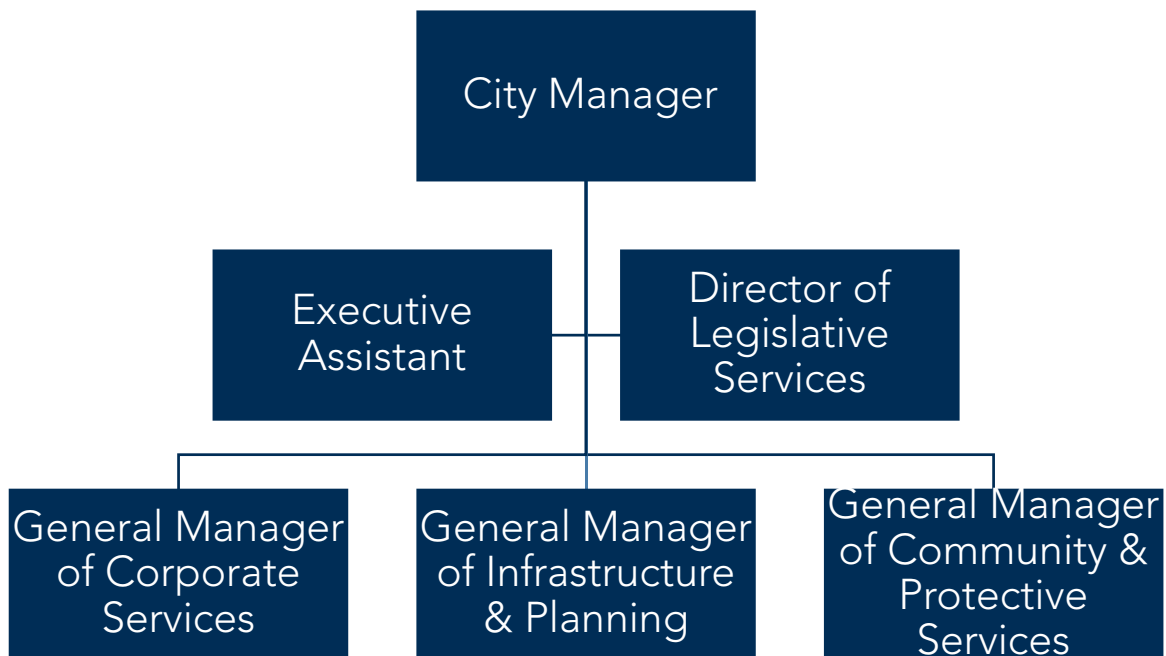 City Manager
Executive
Assistant
Director of
Legislative
Services
General Manager
of Corporate
Services
General Manager
of Infrastructure
& Planning
General Manager
of Community &
Protective
Services